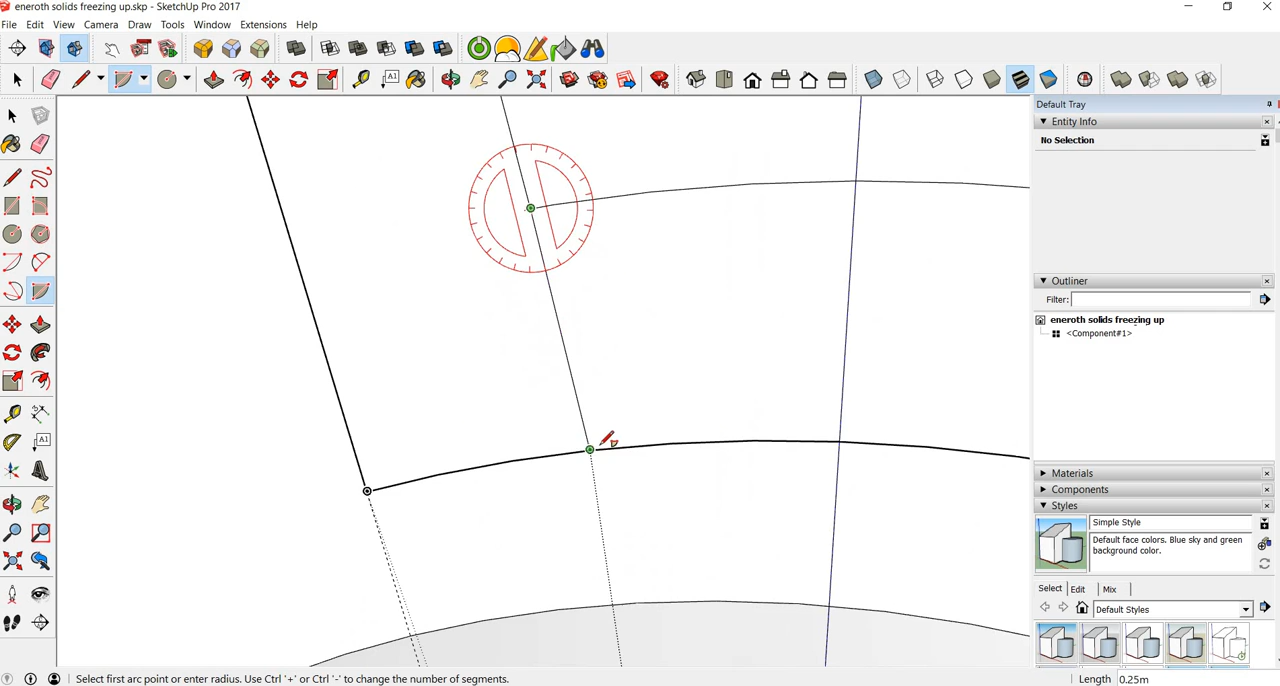 eneroth solids freezing up.skp - SketchUp Pro 2017
File Edit View Camera Draw Tools Window Extensions Help
A1
Default Tray
Entity Info
No Selection
Outliner
Filter:
eneroth solids freezing up
<Component#1>
A1
Materials
Components
Styles
Simple Style
Default face colors. Blue sky and green background color.
Select Edit Mix
Default Styles
Select first arc point or enter radius. Use Ctrl '+' or Ctrl '-' to change the number of segments.
Length 0.25m